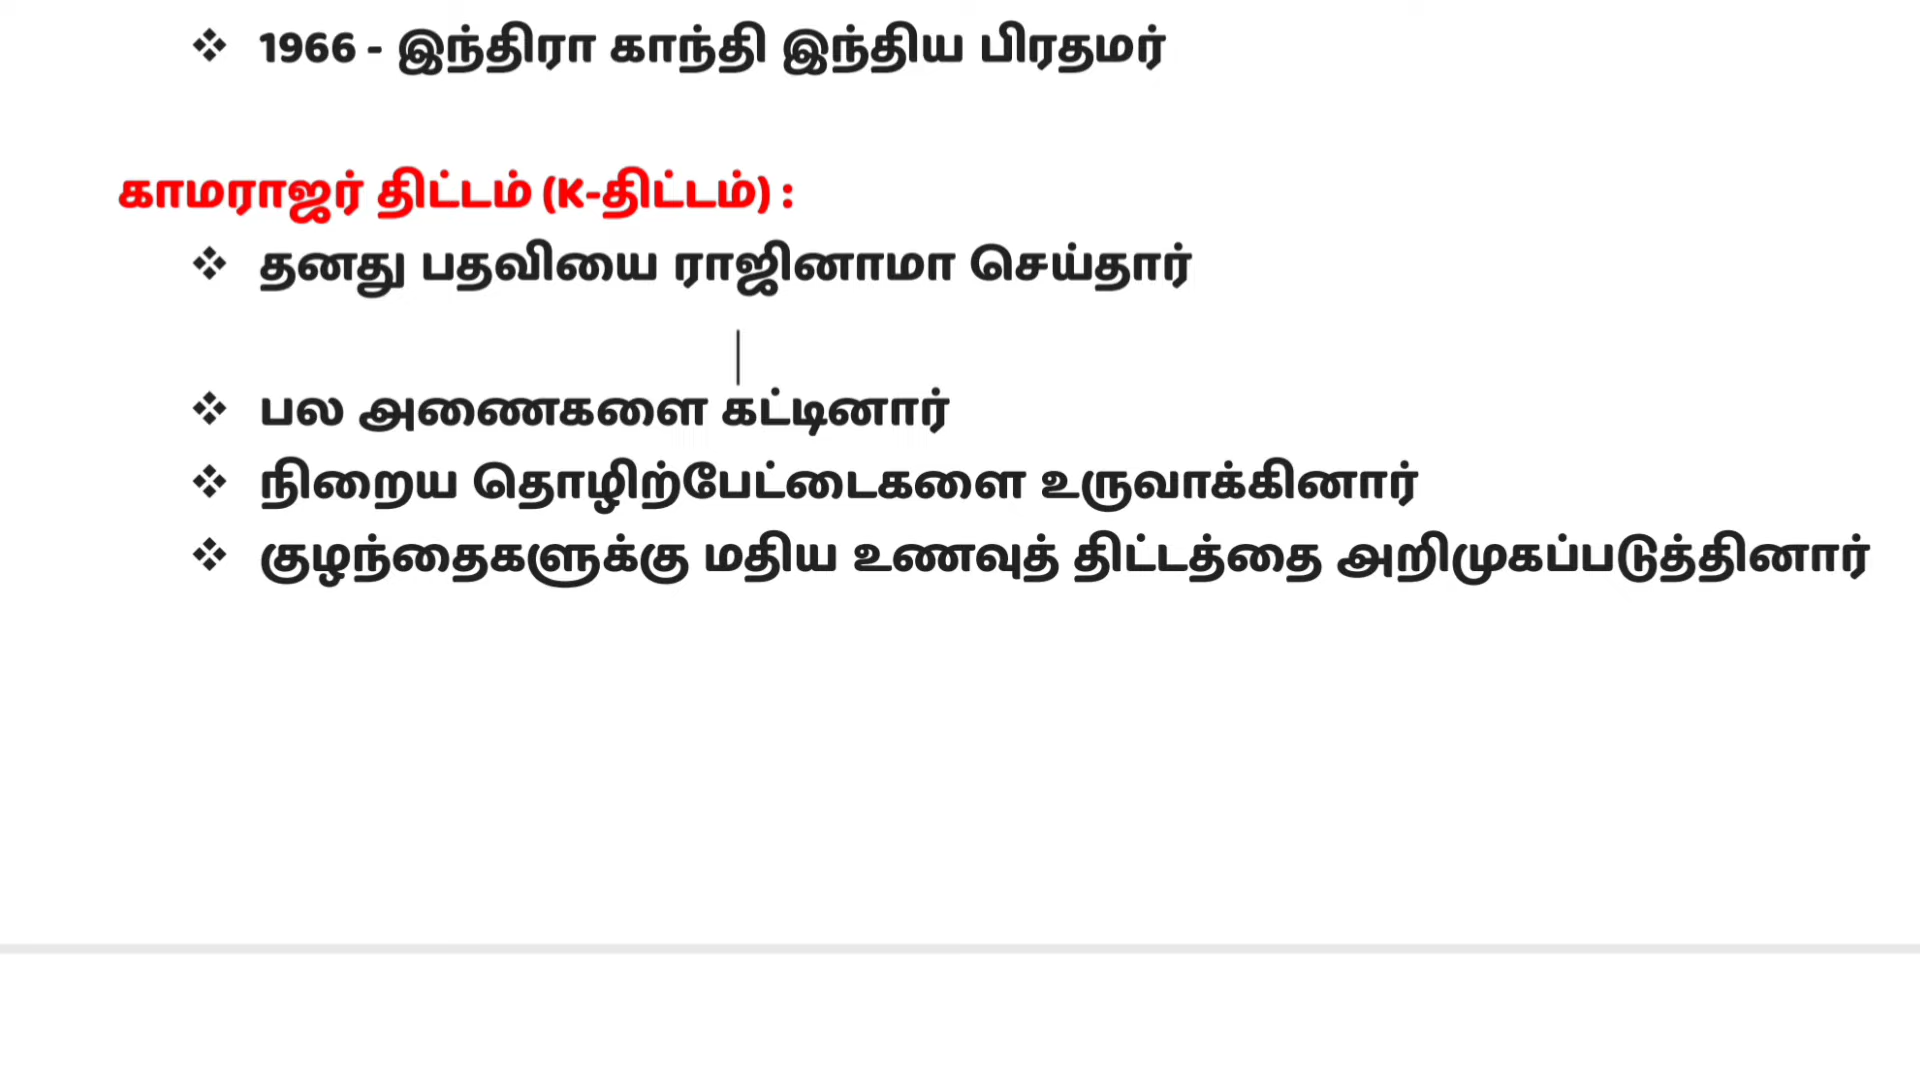 ❖ 1966 - இந்திரா காந்தி இந்திய பிரதமர்
காமராஜர் திட்டம் (K-திட்டம்) :
❖ தனது பதவியை ராஜினாமா செய்தார்
❖ பல அணைகளை கட்டினார்
❖ நிறைய தொழிற்பேட்டைகளை உருவாக்கினார்
❖ குழந்தைகளுக்கு மதிய உணவுத் திட்டத்தை அறிமுகப்படுத்தினார்